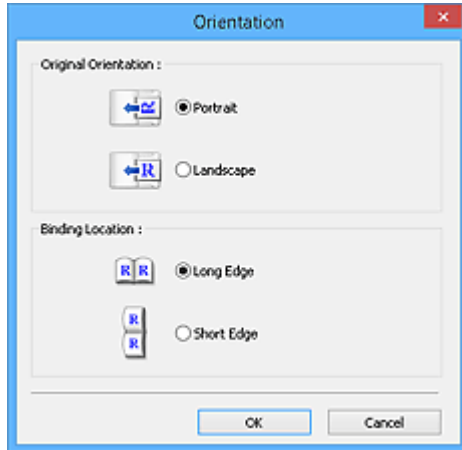 Orientation
Original Orientation :
R
Portrait
R
Landscape
Binding Location :
R R
Long Edge
R
R
Short Edge
OK
Cancel